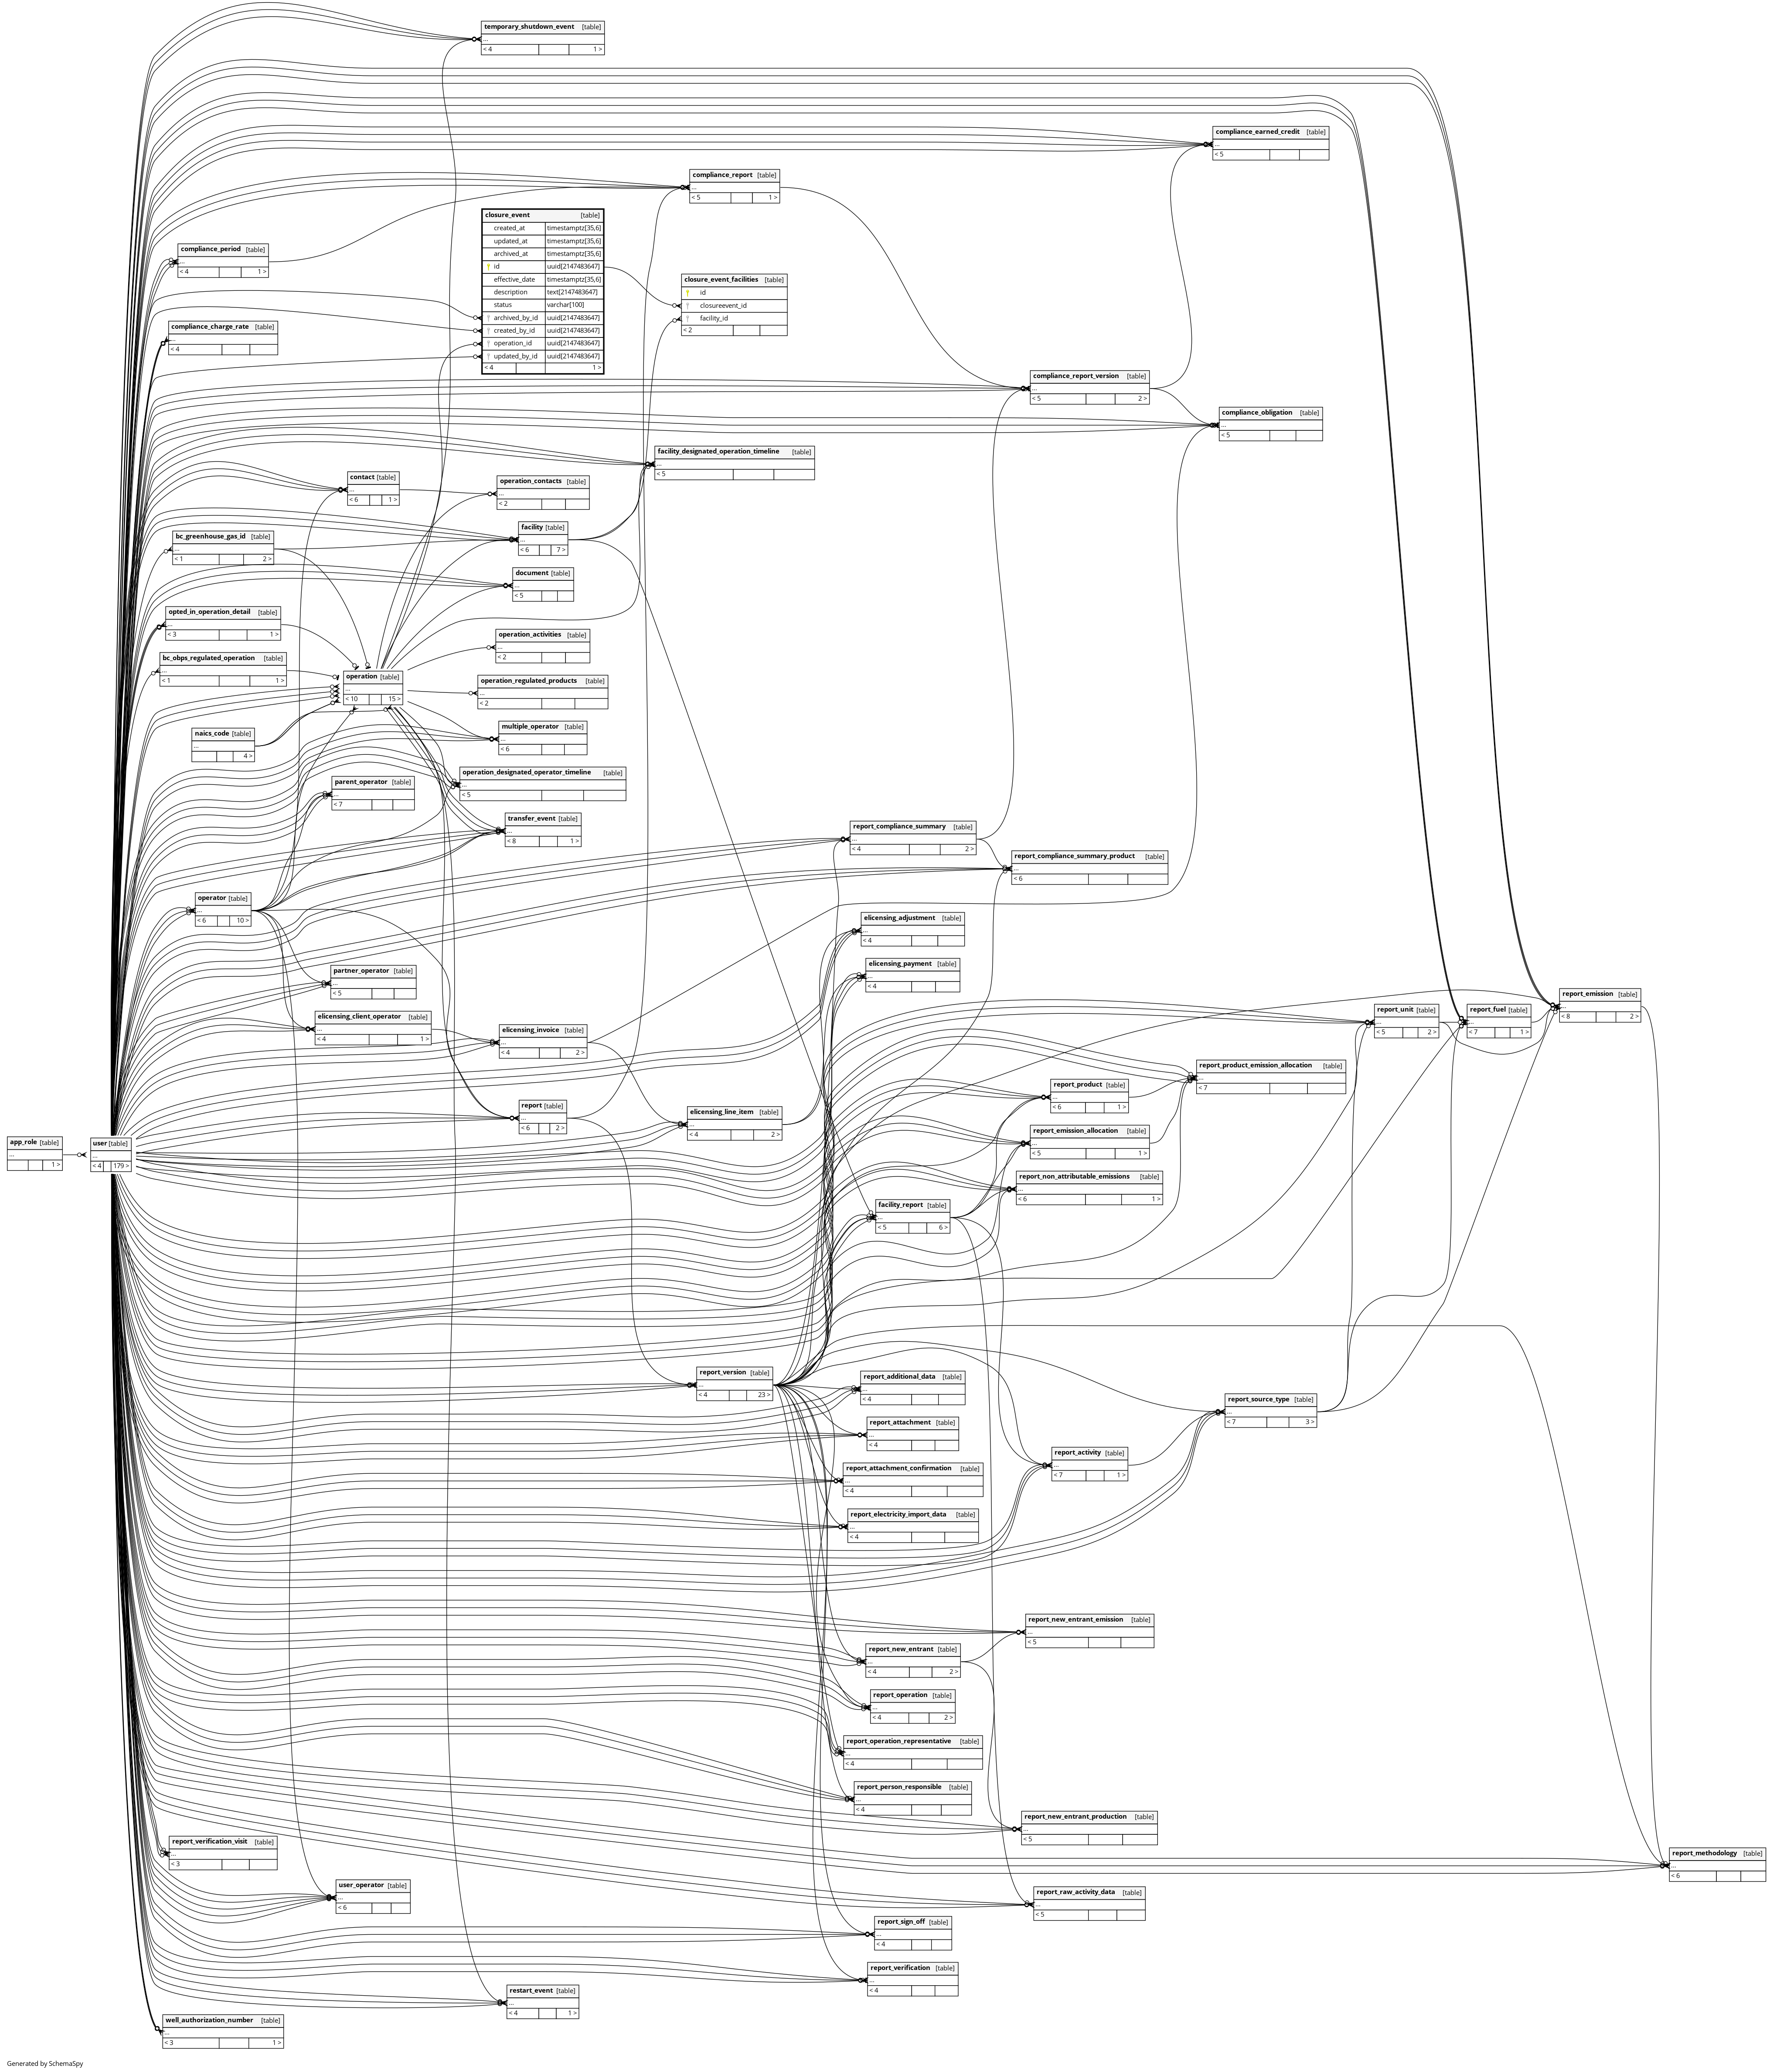 temporary_shutdown_event [table]
...
< 4 1 >
compliance_earned_credit [table]
...
< 5
compliance_report [table]
...
< 5 1 >
closure_event [table]
created_at timestamptz[35,6]
updated_at timestamptz[35,6]
archived_at timestamptz[35,6]
id uuid[2147483647]
effective_date timestamptz[35,6]
description text[2147483647]
status varchar[100]
archived_by_id uuid[2147483647]
created_by_id uuid[2147483647]
operation_id uuid[2147483647]
updated_by_id uuid[2147483647]
< 4 1 >
compliance_period [table]
...
< 4 1 >
closure_event_facilities [table]
id
closureevent_id
facility_id
< 2
compliance_charge_rate [table]
...
< 4
compliance_report_version [table]
...
< 5 2 >
compliance_obligation [table]
...
< 5
facility_designated_operation_timeline [table]
...
< 5
contact [table]
...
< 6 1 >
operation_contacts [table]
...
< 2
facility [table]
...
< 6 7 >
bc_greenhouse_gas_id [table]
...
< 1 2 >
document [table]
...
< 5
opted_in_operation_detail [table]
...
< 3 1 >
operation_activities [table]
...
< 2
bc_obps_regulated_operation [table]
...
< 1 1 >
operation [table]
...
< 10 15 >
operation_regulated_products [table]
...
< 2
naics_code [table]
...
4 >
multiple_operator [table]
...
< 6
operation_designated_operator_timeline [table]
...
< 5
parent_operator [table]
...
< 7
transfer_event [table]
...
< 8 1 >
report_compliance_summary [table]
...
< 4 2 >
report_compliance_summary_product [table]
...
< 6
operator [table]
...
< 6 10 >
elicensing_adjustment [table]
...
< 4
elicensing_payment [table]
...
< 4
partner_operator [table]
...
< 5
report_emission [table]
...
< 8 2 >
report_unit [table]
...
< 5 2 >
report_fuel [table]
...
< 7 1 >
elicensing_client_operator [table]
...
< 4 1 >
elicensing_invoice [table]
...
< 4 2 >
report_product_emission_allocation [table]
...
< 7
report_product [table]
...
< 6 1 >
report [table]
...
< 6 2 >
elicensing_line_item [table]
...
< 4 2 >
report_emission_allocation [table]
...
< 5 1 >
app_role [table]
...
1 >
user [table]
...
< 4 179 >
report_non_attributable_emissions [table]
...
< 6 1 >
facility_report [table]
...
< 5 6 >
report_version [table]
...
< 4 23 >
report_additional_data [table]
...
< 4
report_source_type [table]
...
< 7 3 >
report_attachment [table]
...
< 4
report_activity [table]
...
< 7 1 >
report_attachment_confirmation [table]
...
< 4
report_electricity_import_data [table]
...
< 4
report_new_entrant_emission [table]
...
< 5
report_new_entrant [table]
...
< 4 2 >
report_operation [table]
...
< 4 2 >
report_operation_representative [table]
...
< 4
report_person_responsible [table]
...
< 4
report_new_entrant_production [table]
...
< 5
report_verification_visit [table]
...
< 3
report_methodology [table]
...
< 6
user_operator [table]
...
< 6
report_raw_activity_data [table]
...
< 5
report_sign_off [table]
...
< 4
report_verification [table]
...
< 4
restart_event [table]
...
< 4 1 >
well_authorization_number [table]
...
< 3 1 >
Generated by SchemaSpy